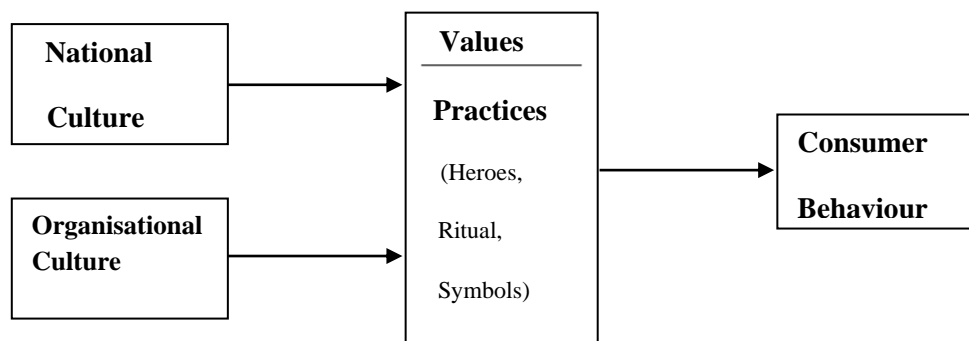 National
Culture
Organisational
Culture
Values
Practices
(Heroes,
Ritual,
Symbols)
Consumer
Behaviour